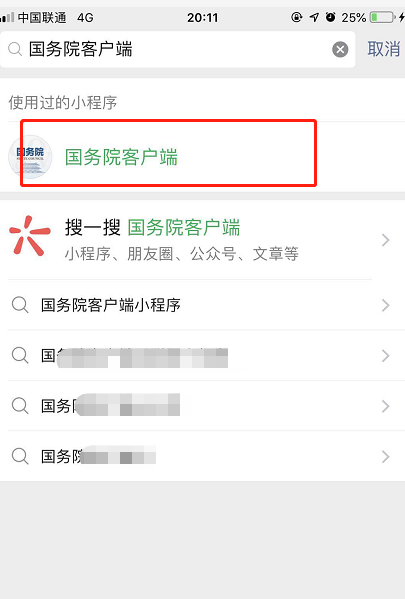 中国联通 4G 20:11 25%
国务院客户端 取消
使用过的小程序
国务院
国务院客户端
搜一搜 国务院客户端
小程序、朋友圈、公众号、文章等
国务院客户端小程序
国
国务
国务院